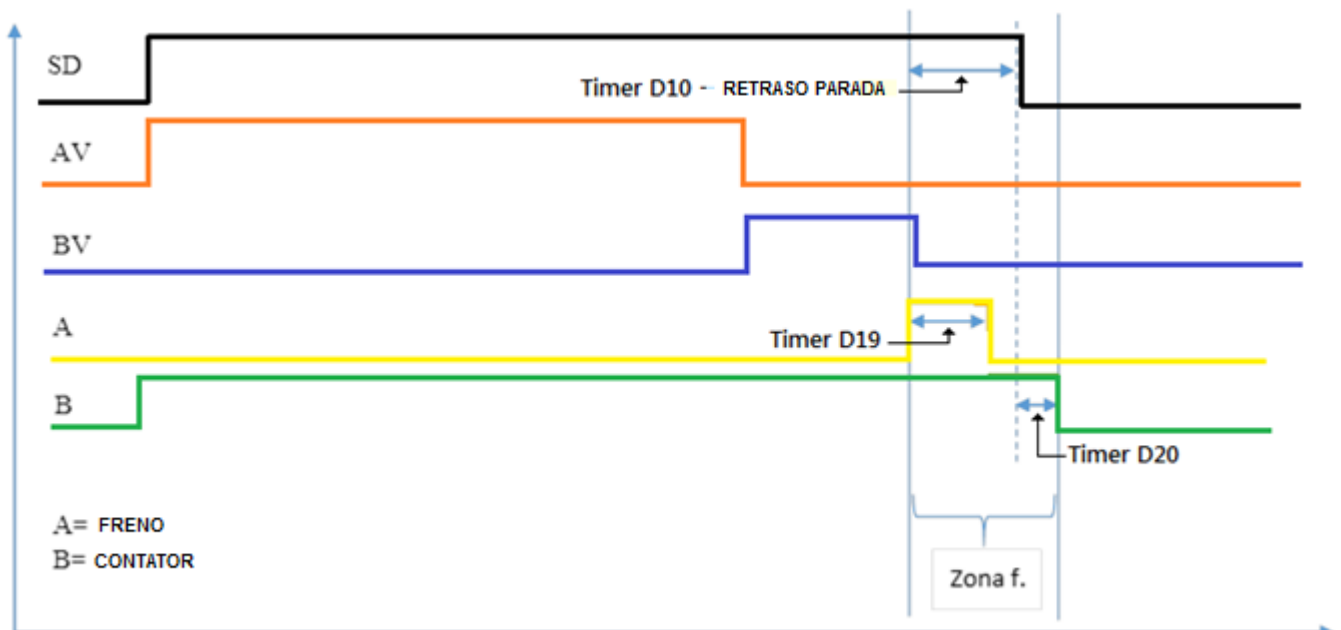 SD
Timer D10 - RETRASO PARADA
AV
BV
A
Timer D19
B
Timer D20
A= FRENO
B= CONTATOR
Zona f.